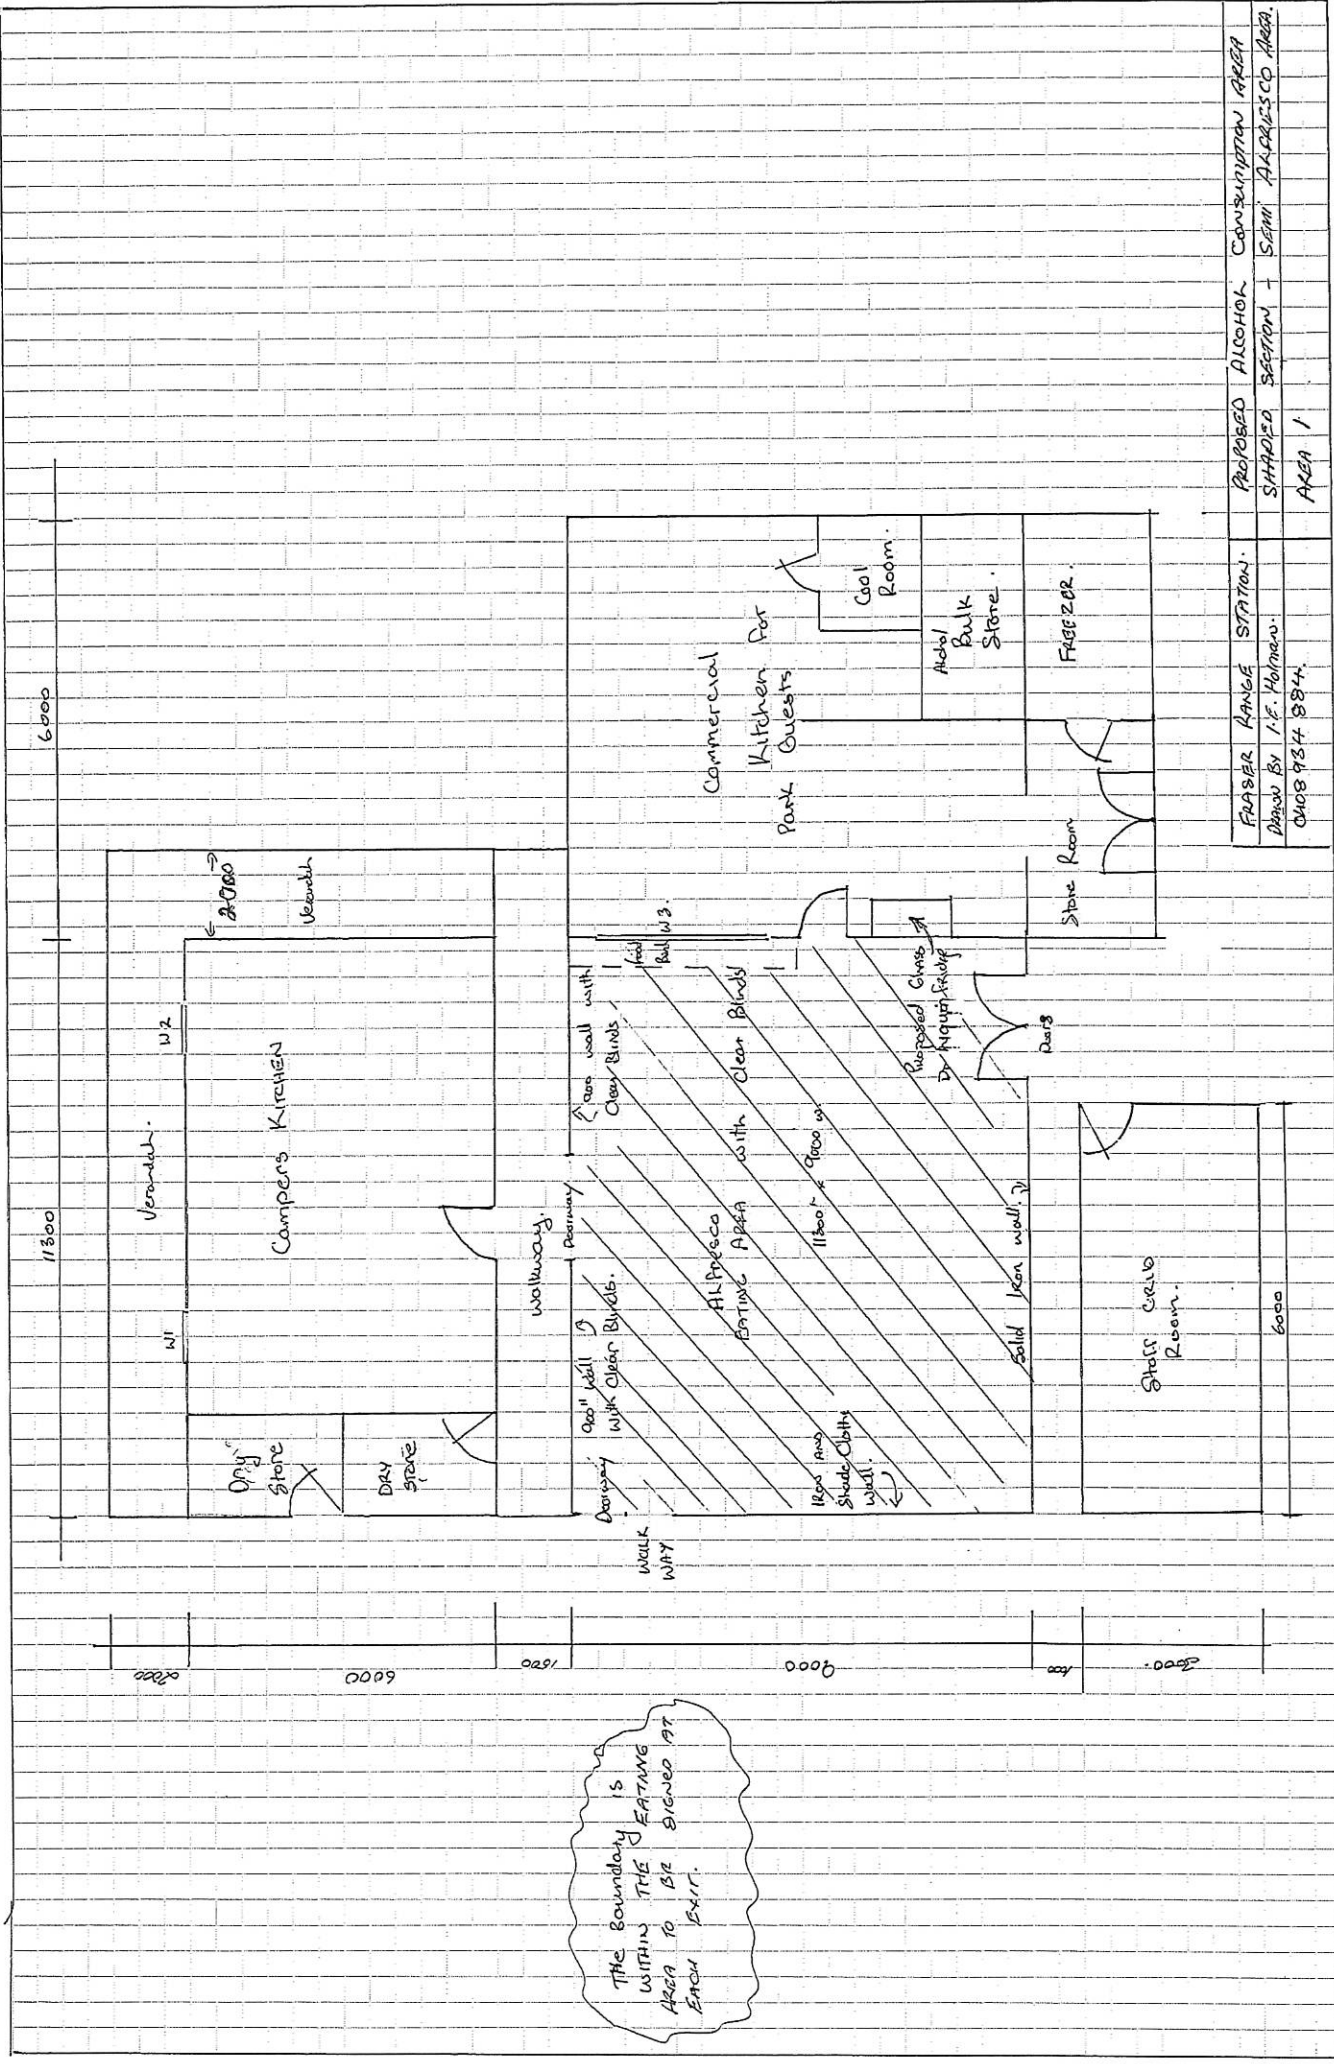 11300
6000
Verandah.
W1
W2
← 2000 →
Verandah
Campers KITCHEN
Dry
Store
DRY
Store
2000
6000
1500
9000
1000
3000
Walkway.
Doorway
Doorway
900" wall
With Clear Blinds.
900 wall with
Clear Blinds
WALK
WAY
W3.
ALFRESCO
EATING AREA with Clear Blinds
11300 L x 9000 W.
Iron AND
Shade Cloth
Wall.
Solid Iron wall.
Proposed Glass
Dr Liquor Fridge
Doors
Commercial
Kitchen for
Park Guests
Cool
Room.
Alcohol
Bulk
Store.
FREEZER.
Store Room
Staff CRIB
Room.
6000
The Boundary is
WITHIN THE EATING
AREA TO BE SIGNED AT
EACH EXIT.
FRASER RANGE STATION.
DRAWN BY I.F. Holman.
0408 934 884.
PROPOSED ALCOHOL CONSUMPTION AREA
SHADED SECTION - SEMI ALFRESCO AREA.
AREA 1